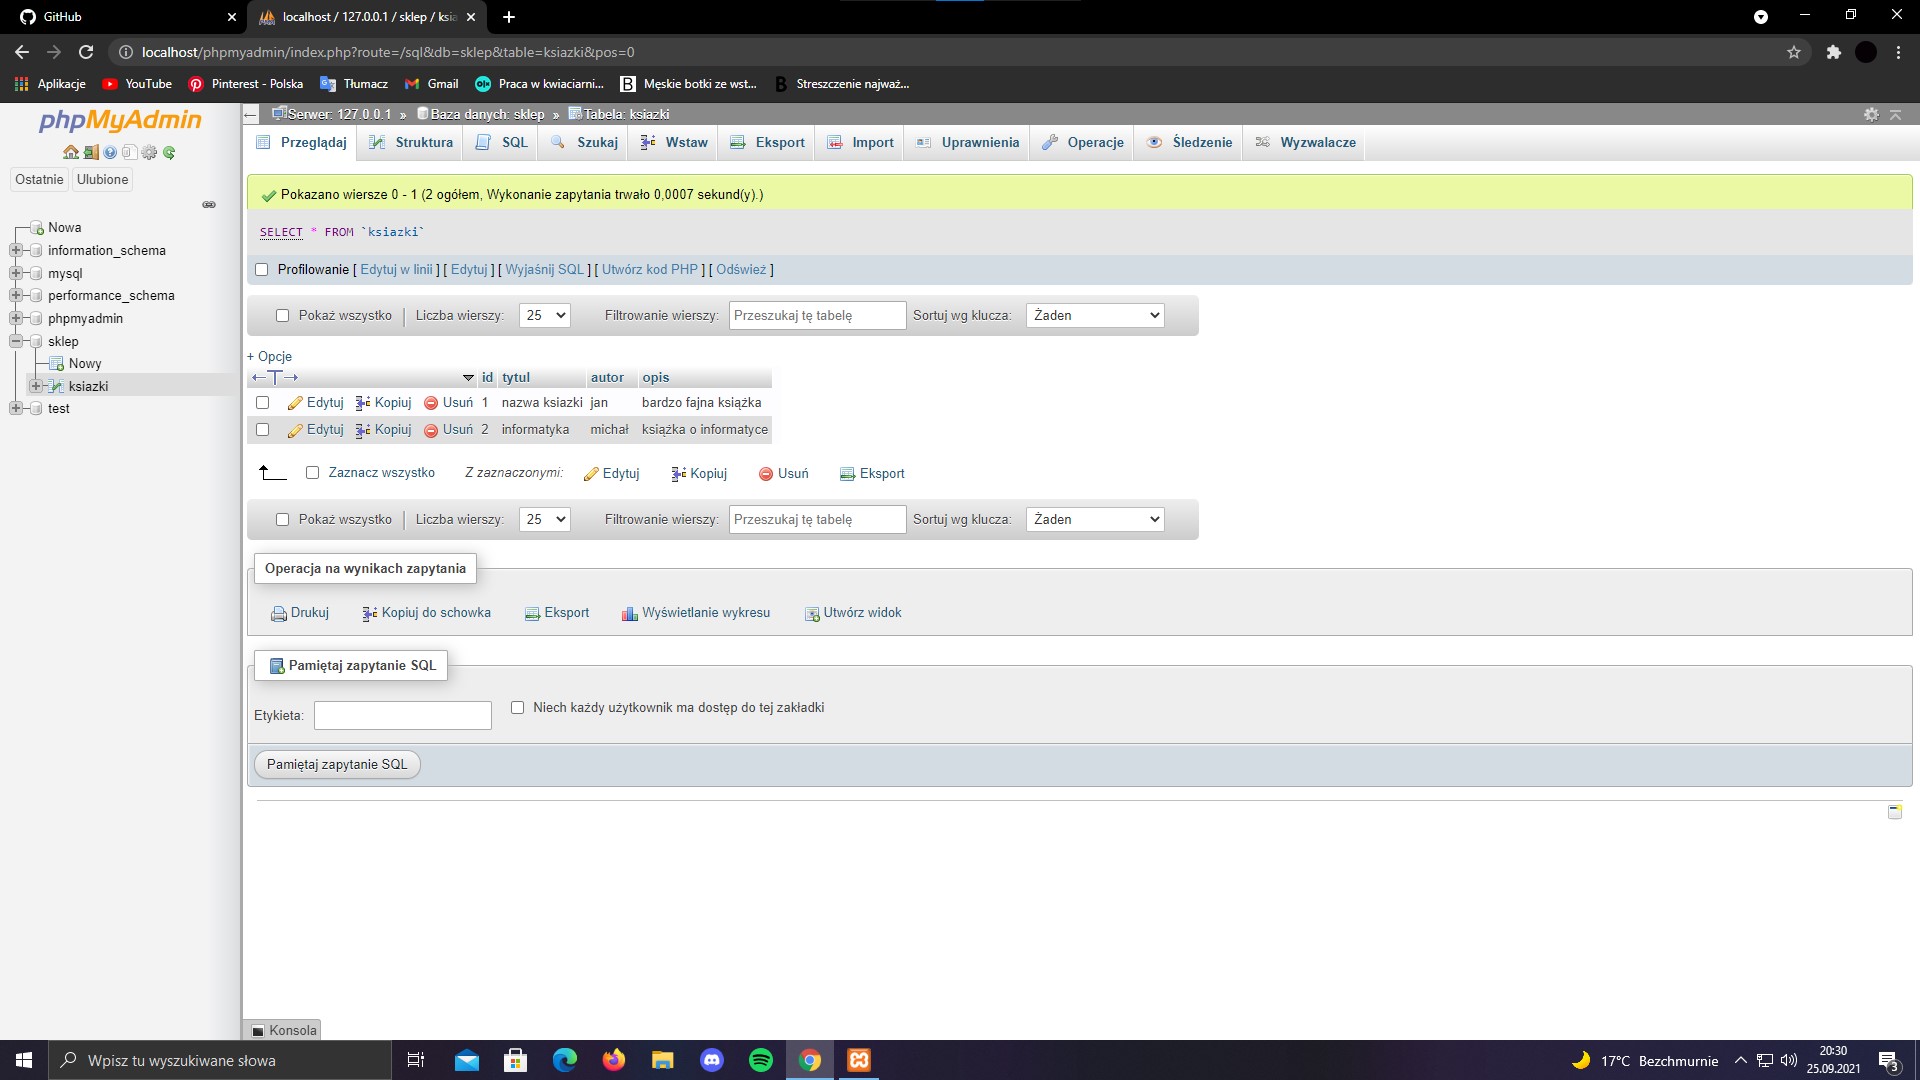 GitHub
localhost / 127.0.0.1 / sklep / ksia
localhost/phpmyadmin/index.php?route=/sql&db=sklep&table=ksiazki&pos=0
Aplikacje YouTube Pinterest - Polska Tłumacz Gmail Praca w kwiaciarni... Męskie botki ze wst... Streszczenie najważ...
phpMyAdmin
Ostatnie Ulubione
Nowa
information_schema
mysql
performance_schema
phpmyadmin
sklep
Nowy
ksiazki
test
Serwer: 127.0.0.1 » Baza danych: sklep » Tabela: ksiazki
Przeglądaj Struktura SQL Szukaj Wstaw Eksport Import Uprawnienia Operacje Śledzenie Wyzwalacze
Pokazano wiersze 0 - 1 (2 ogółem, Wykonanie zapytania trwało 0,0007 sekund(y).)
SELECT * FROM `ksiazki`
Profilowanie [ Edytuj w linii ] [ Edytuj ] [ Wyjaśnij SQL ] [ Utwórz kod PHP ] [ Odśwież ]
Pokaż wszystko | Liczba wierszy: 25 Filtrowanie wierszy: Przeszukaj tę tabelę Sortuj wg klucza: Żaden
+ Opcje
←T→ id tytul autor opis
Edytuj Kopiuj Usuń 1 nazwa ksiazki jan bardzo fajna książka
Edytuj Kopiuj Usuń 2 informatyka michał książka o informatyce
Zaznacz wszystko Z zaznaczonymi: Edytuj Kopiuj Usuń Eksport
Pokaż wszystko | Liczba wierszy: 25 Filtrowanie wierszy: Przeszukaj tę tabelę Sortuj wg klucza: Żaden
Operacja na wynikach zapytania
Drukuj Kopiuj do schowka Eksport Wyświetlanie wykresu Utwórz widok
Pamiętaj zapytanie SQL
Etykieta: Niech każdy użytkownik ma dostęp do tej zakładki
Pamiętaj zapytanie SQL
Konsola
Wpisz tu wyszukiwane słowa
17°C Bezchmurnie
20:30
25.09.2021
3